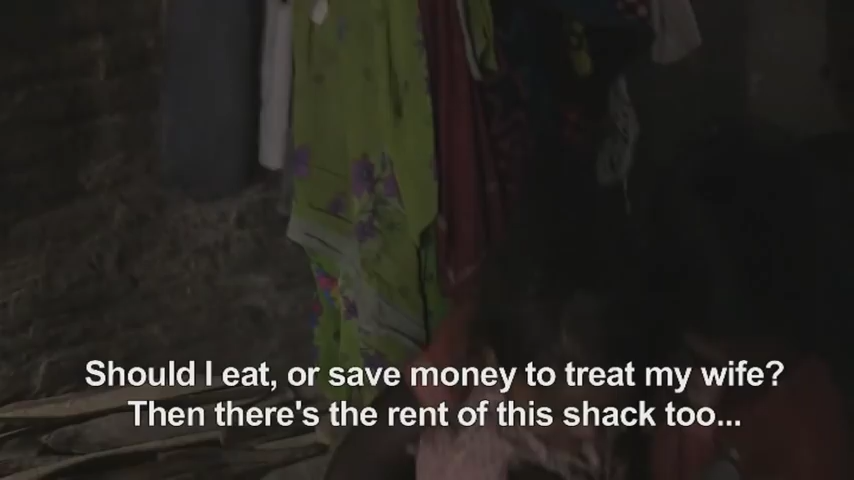 Should I eat, or save money to treat my wife?
Then there's the rent of this shack too...